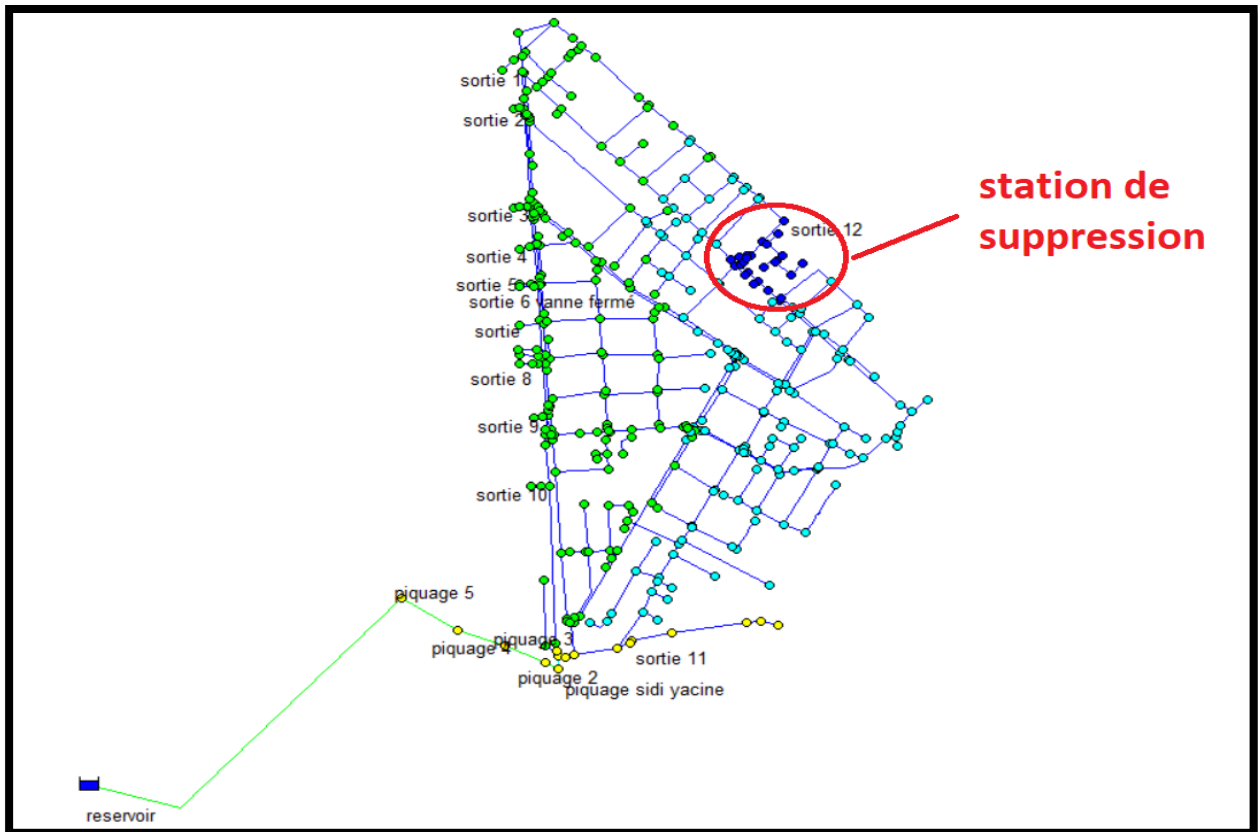 sortie 1
sortie 2
station de
suppression
sortie 3
sortie 12
sortie 4
sortie 5
sortie 6 vanne fermé
sortie
sortie 8
sortie 9
sortie 10
piquage 5
piquage 3
piquage 4
sortie 11
piquage 2
piquage sidi yacine
reservoir